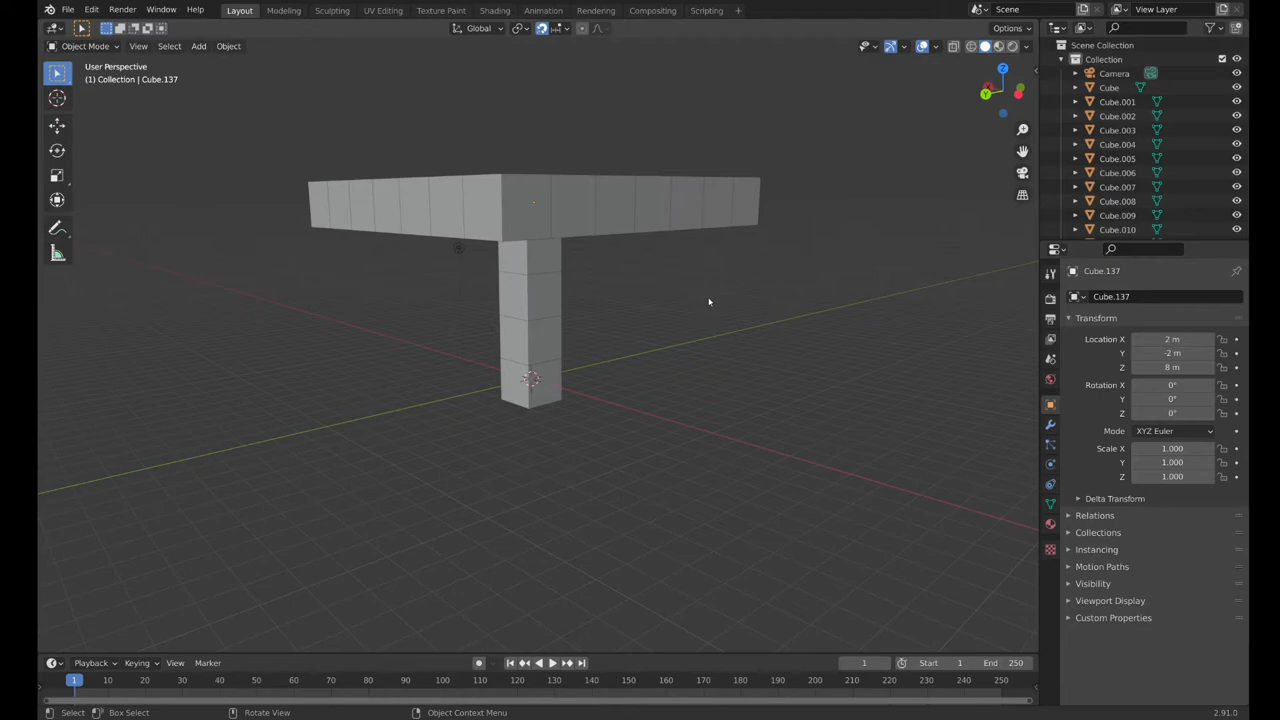 File Edit Render Window Help Layout Modeling Sculpting UV Editing Texture Paint Shading Animation Rendering Compositing Scripting + Scene View Layer
Global Options
Object Mode View Select Add Object
User Perspective
(1) Collection | Cube.137
Z
Y
Scene Collection
Collection
Camera
Cube
Cube.001
Cube.002
Cube.003
Cube.004
Cube.005
Cube.006
Cube.007
Cube.008
Cube.009
Cube.010
Cube.137
Cube.137
Transform
Location X 2 m
Y -2 m
Z 8 m
Rotation X 0°
Y 0°
Z 0°
Mode XYZ Euler
Scale X 1.000
Y 1.000
Z 1.000
Delta Transform
Relations
Collections
Instancing
Motion Paths
Visibility
Viewport Display
Custom Properties
Playback Keying View Marker 1 Start 1 End 250
1 10 20 30 40 50 60 70 80 90 100 110 120 130 140 150 160 170 180 190 200 210 220 230 240 250
Select Box Select Rotate View Object Context Menu 2.91.0